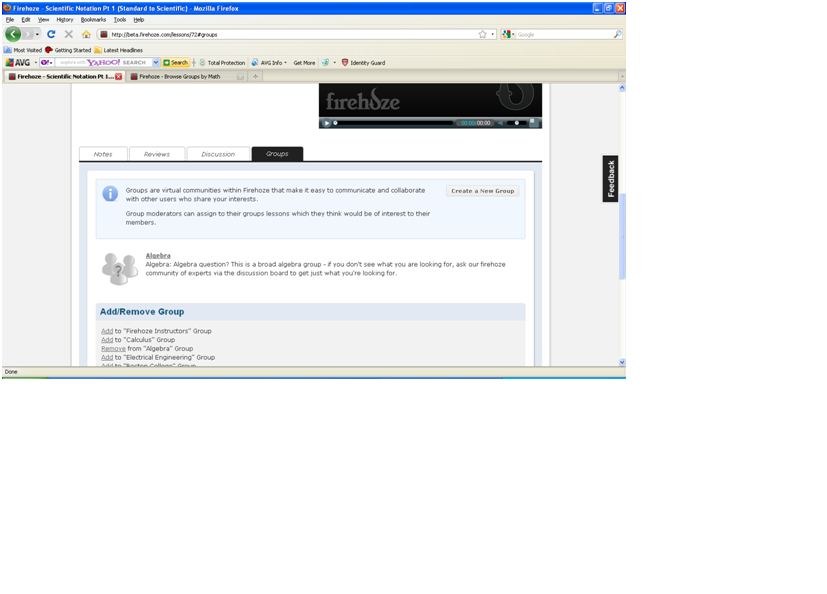 Firehoze - Scientific Notation Pt 1 (Standard to Scientific) - Mozilla Firefox
File Edit View History Bookmarks Tools Help
http://beta.firehoze.com/lessons/72#groups
Google
Most Visited Getting Started Latest Headlines
AVG YAHOO! SEARCH Search Total Protection AVG Info Get More Identity Guard
Firehoze - Scientific Notation Pt 1... Firehoze - Browse Groups by Math
firehoze
00:00/00:00
Notes Reviews Discussion Groups
Feedback
Groups are virtual communities within Firehoze that make it easy to communicate and collaborate
with other users who share your interests.
Create a New Group
Group moderators can assign to their groups lessons which they think would be of interest to their
members.
Algebra
Algebra: Algebra question? This is a broad algebra group - if you don't see what you are looking for, ask our firehoze
community of experts via the discussion board to get just what you're looking for.
Add/Remove Group
Add to "Firehoze Instructors" Group
Add to "Calculus" Group
Remove from "Algebra" Group
Add to "Electrical Engineering" Group
Add to "Boston College" Group
Done